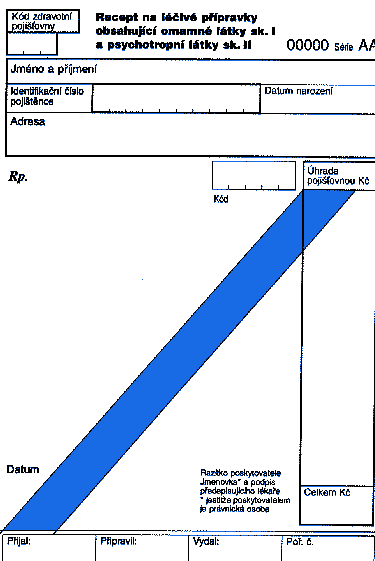 Kód zdravotní
pojišťovny
Recept na léčivé přípravky
obsahující omamné látky sk. I
a psychotropní látky sk. II
00000 Série AA
Jméno a příjmení
Identifikační číslo
pojištěnce
Datum narození
Adresa
Rp.
Kód
Úhrada
pojišťovnou Kč
Datum
Razítko poskytovatele
Jmenovka* a podpis
předepisujícího lékaře
* jestliže poskytovatelem
je právnická osoba
Celkem Kč
Přijal:
Připravil:
Vydal:
Poř. č.